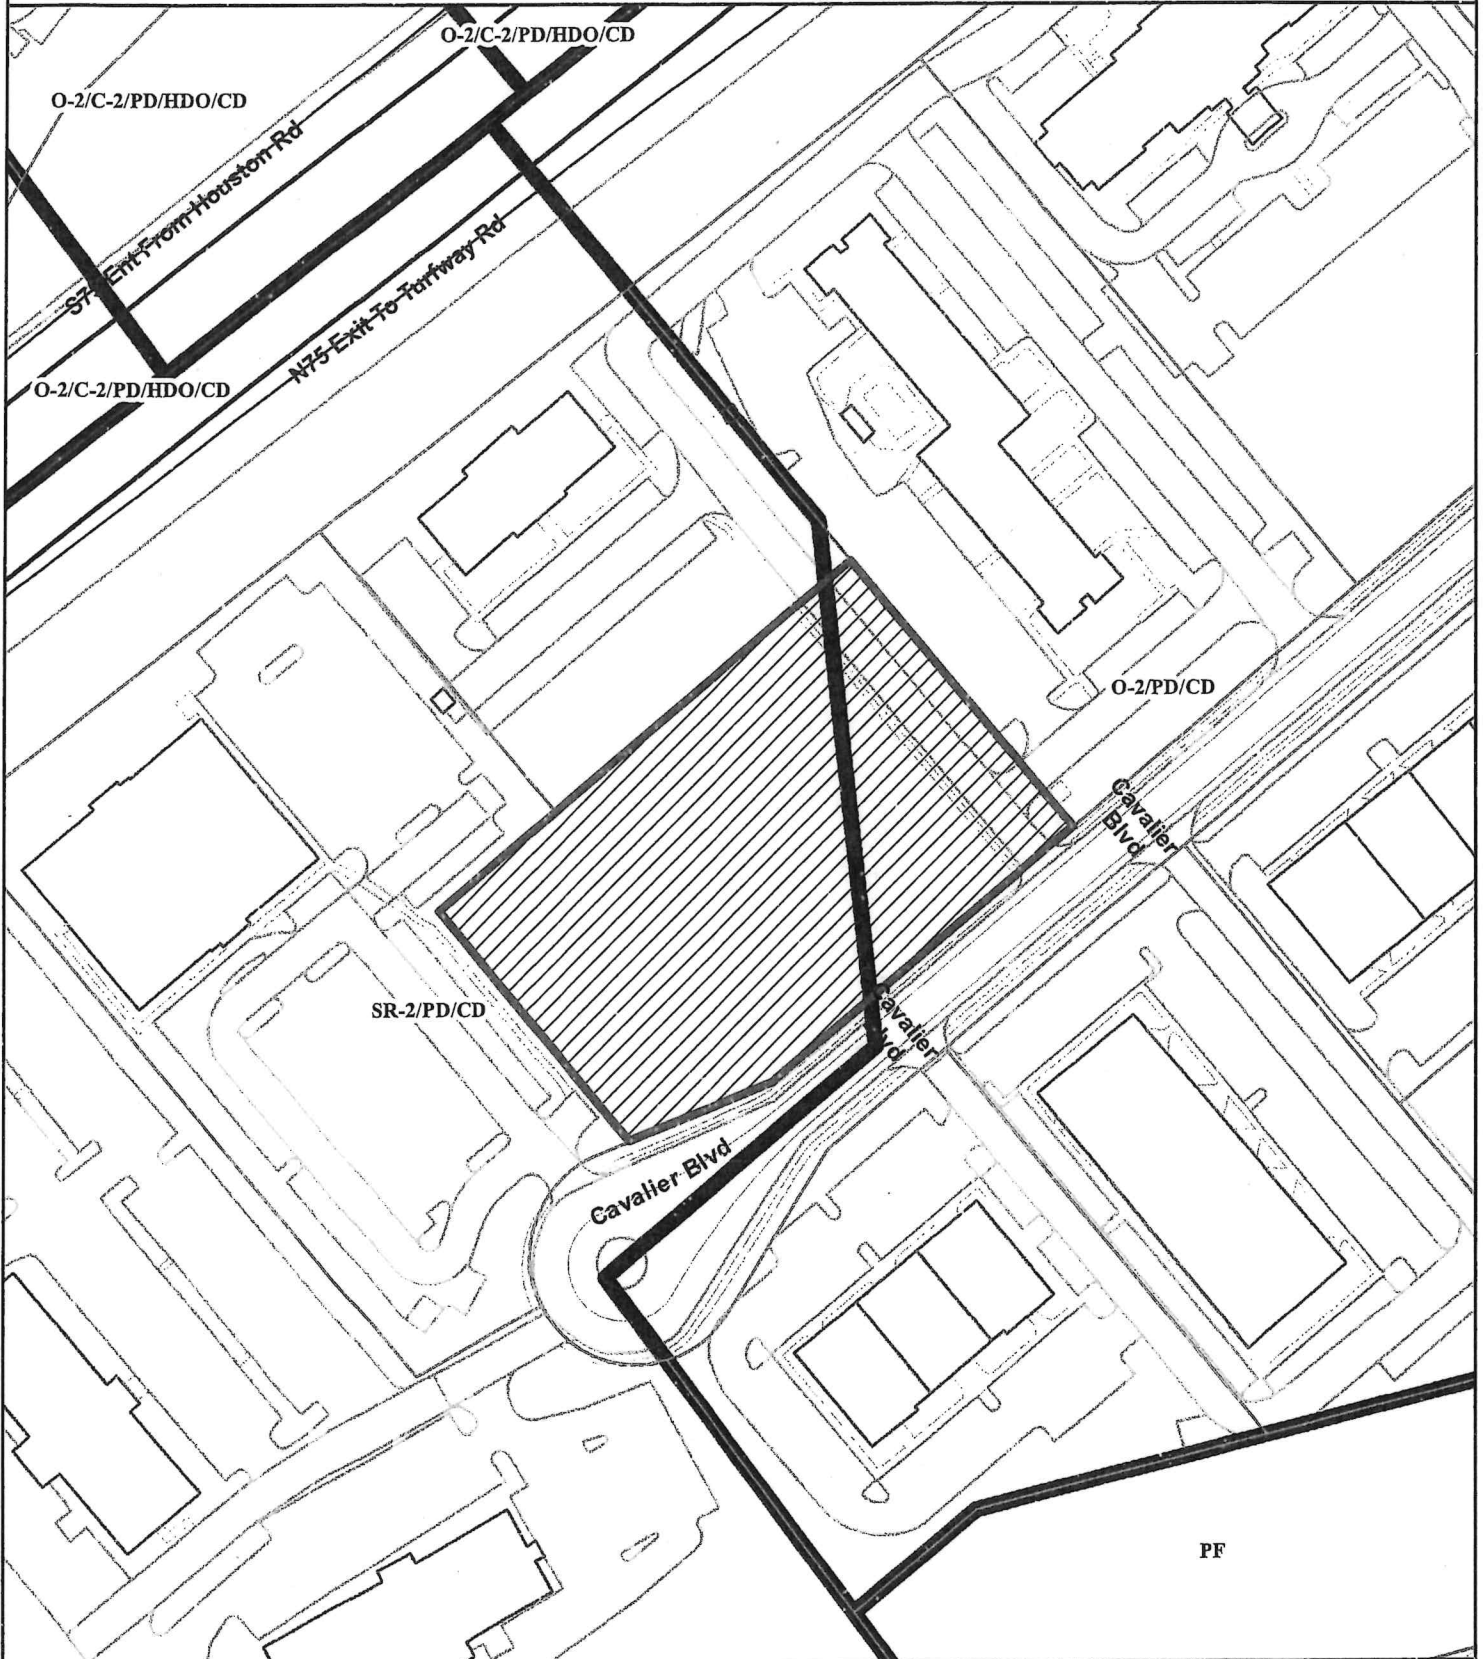 O-2/C-2/PD/HDO/CD
O-2/C-2/PD/HDO/CD
Ent From Houston Rd
N75 Exit To Turfway Rd
O-2/C-2/PD/HDO/CD
O-2/PD/CD
Cavalier
Blvd
Cavalier
SR-2/PD/CD
Cavalier Blvd
PF